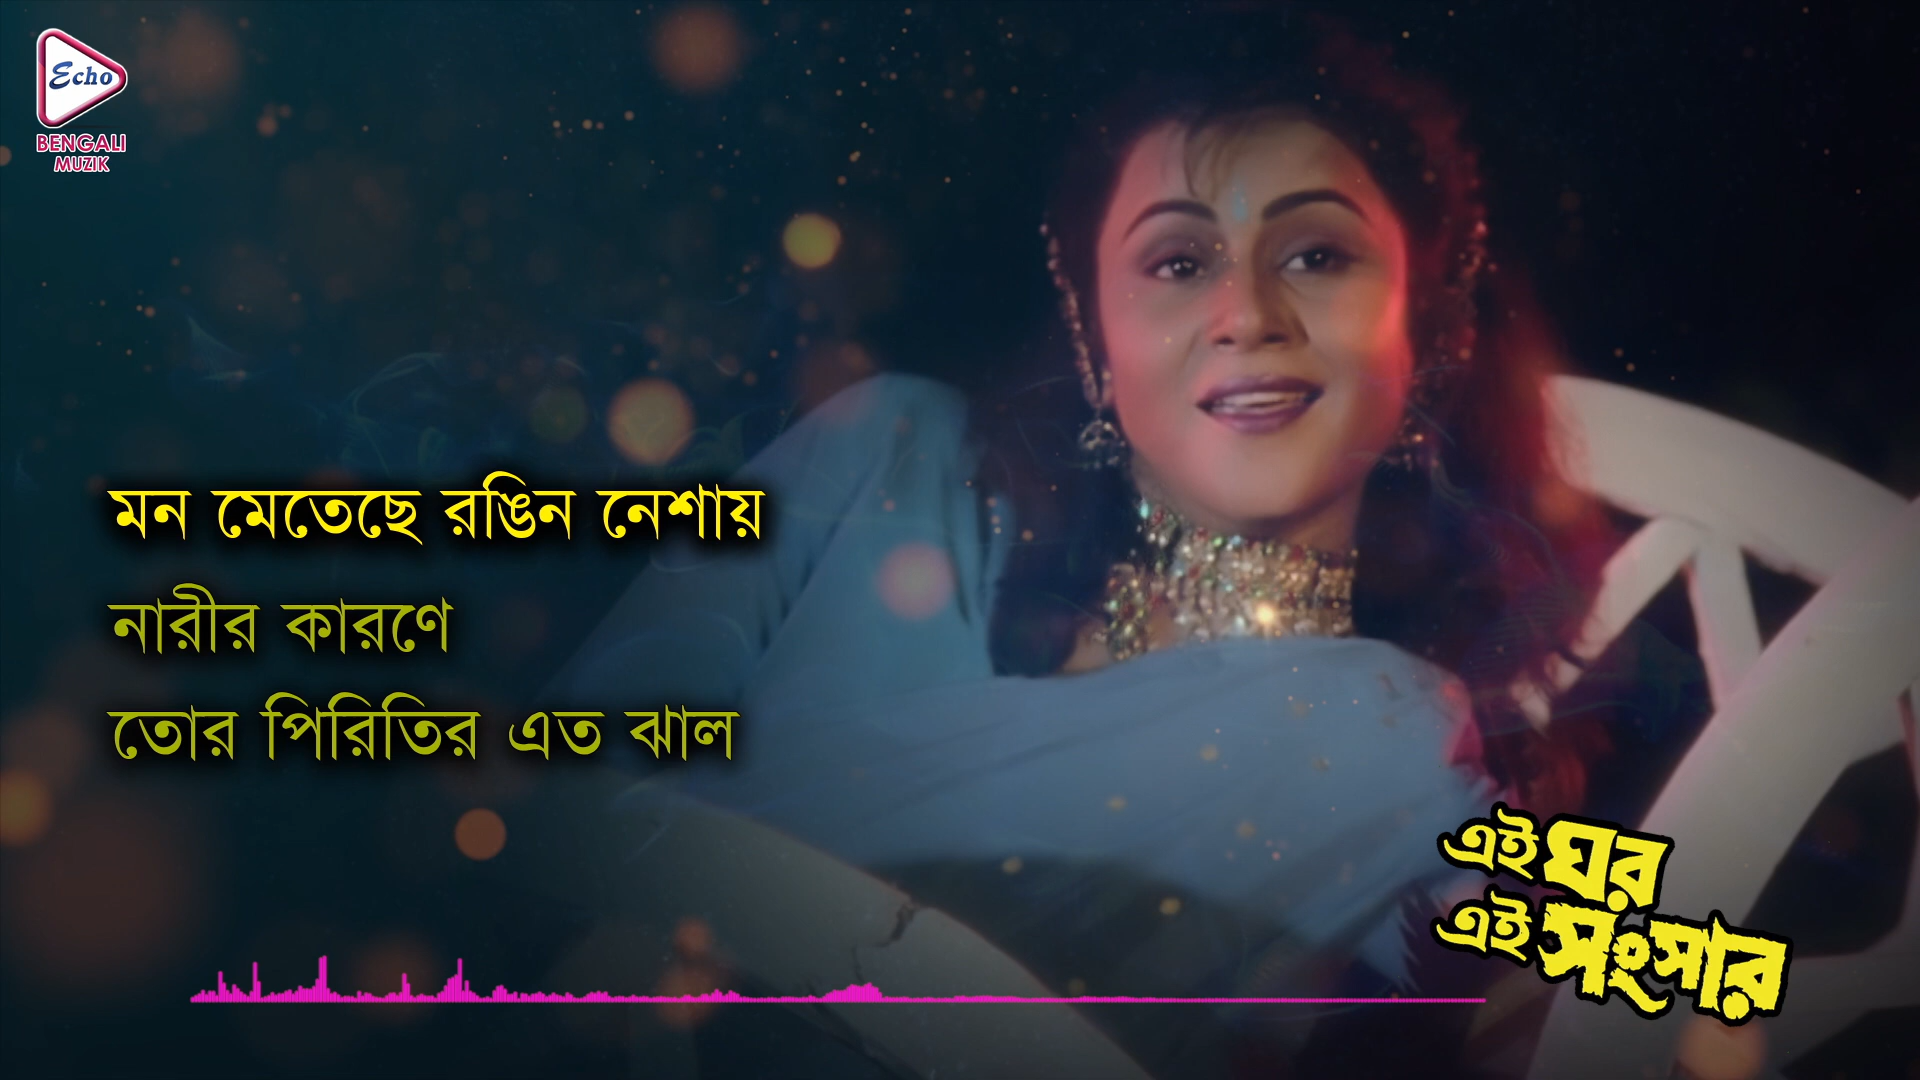 Echo
BENGALI
MUZIK
মন মেতেছে রঙিন নেশায়
নারীর কারণে
তোর পিরিতির এত ঝাল
এই ঘর
এই সংসার